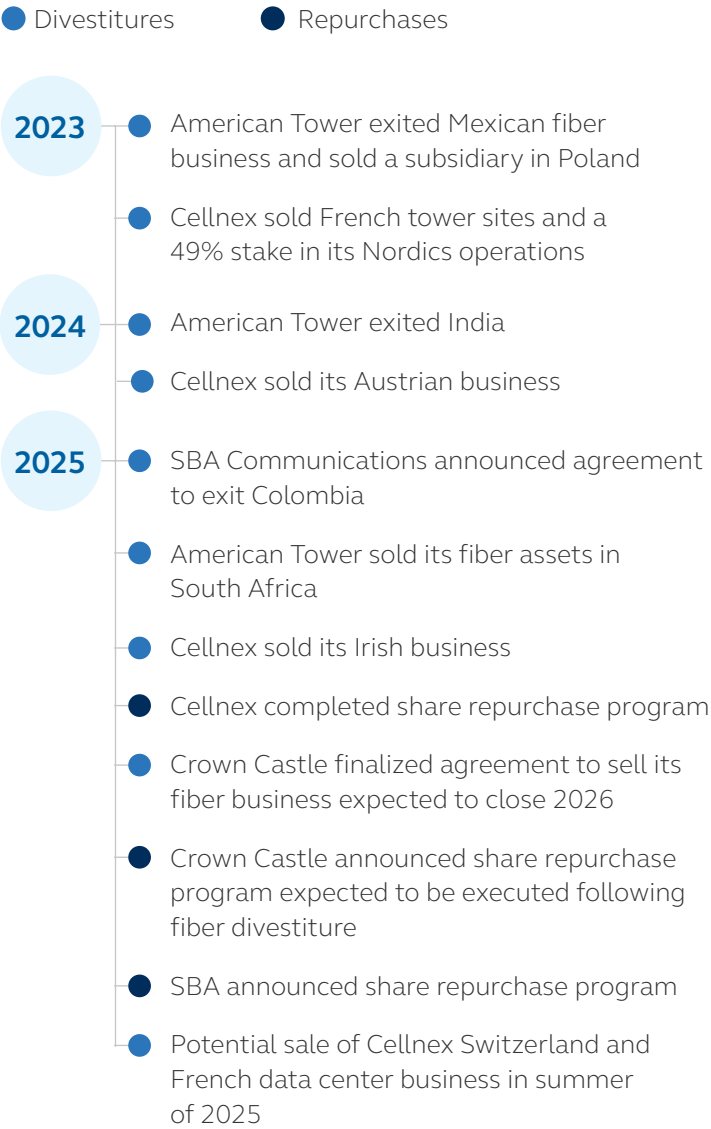 Divestitures
Repurchases
2023
American Tower exited Mexican fiber
business and sold a subsidiary in Poland
Cellnex sold French tower sites and a
49% stake in its Nordics operations
2024
American Tower exited India
Cellnex sold its Austrian business
2025
SBA Communications announced agreement
to exit Colombia
American Tower sold its fiber assets in
South Africa
Cellnex sold its Irish business
Cellnex completed share repurchase program
Crown Castle finalized agreement to sell its
fiber business expected to close 2026
Crown Castle announced share repurchase
program expected to be executed following
fiber divestiture
SBA announced share repurchase program
Potential sale of Cellnex Switzerland and
French data center business in summer
of 2025